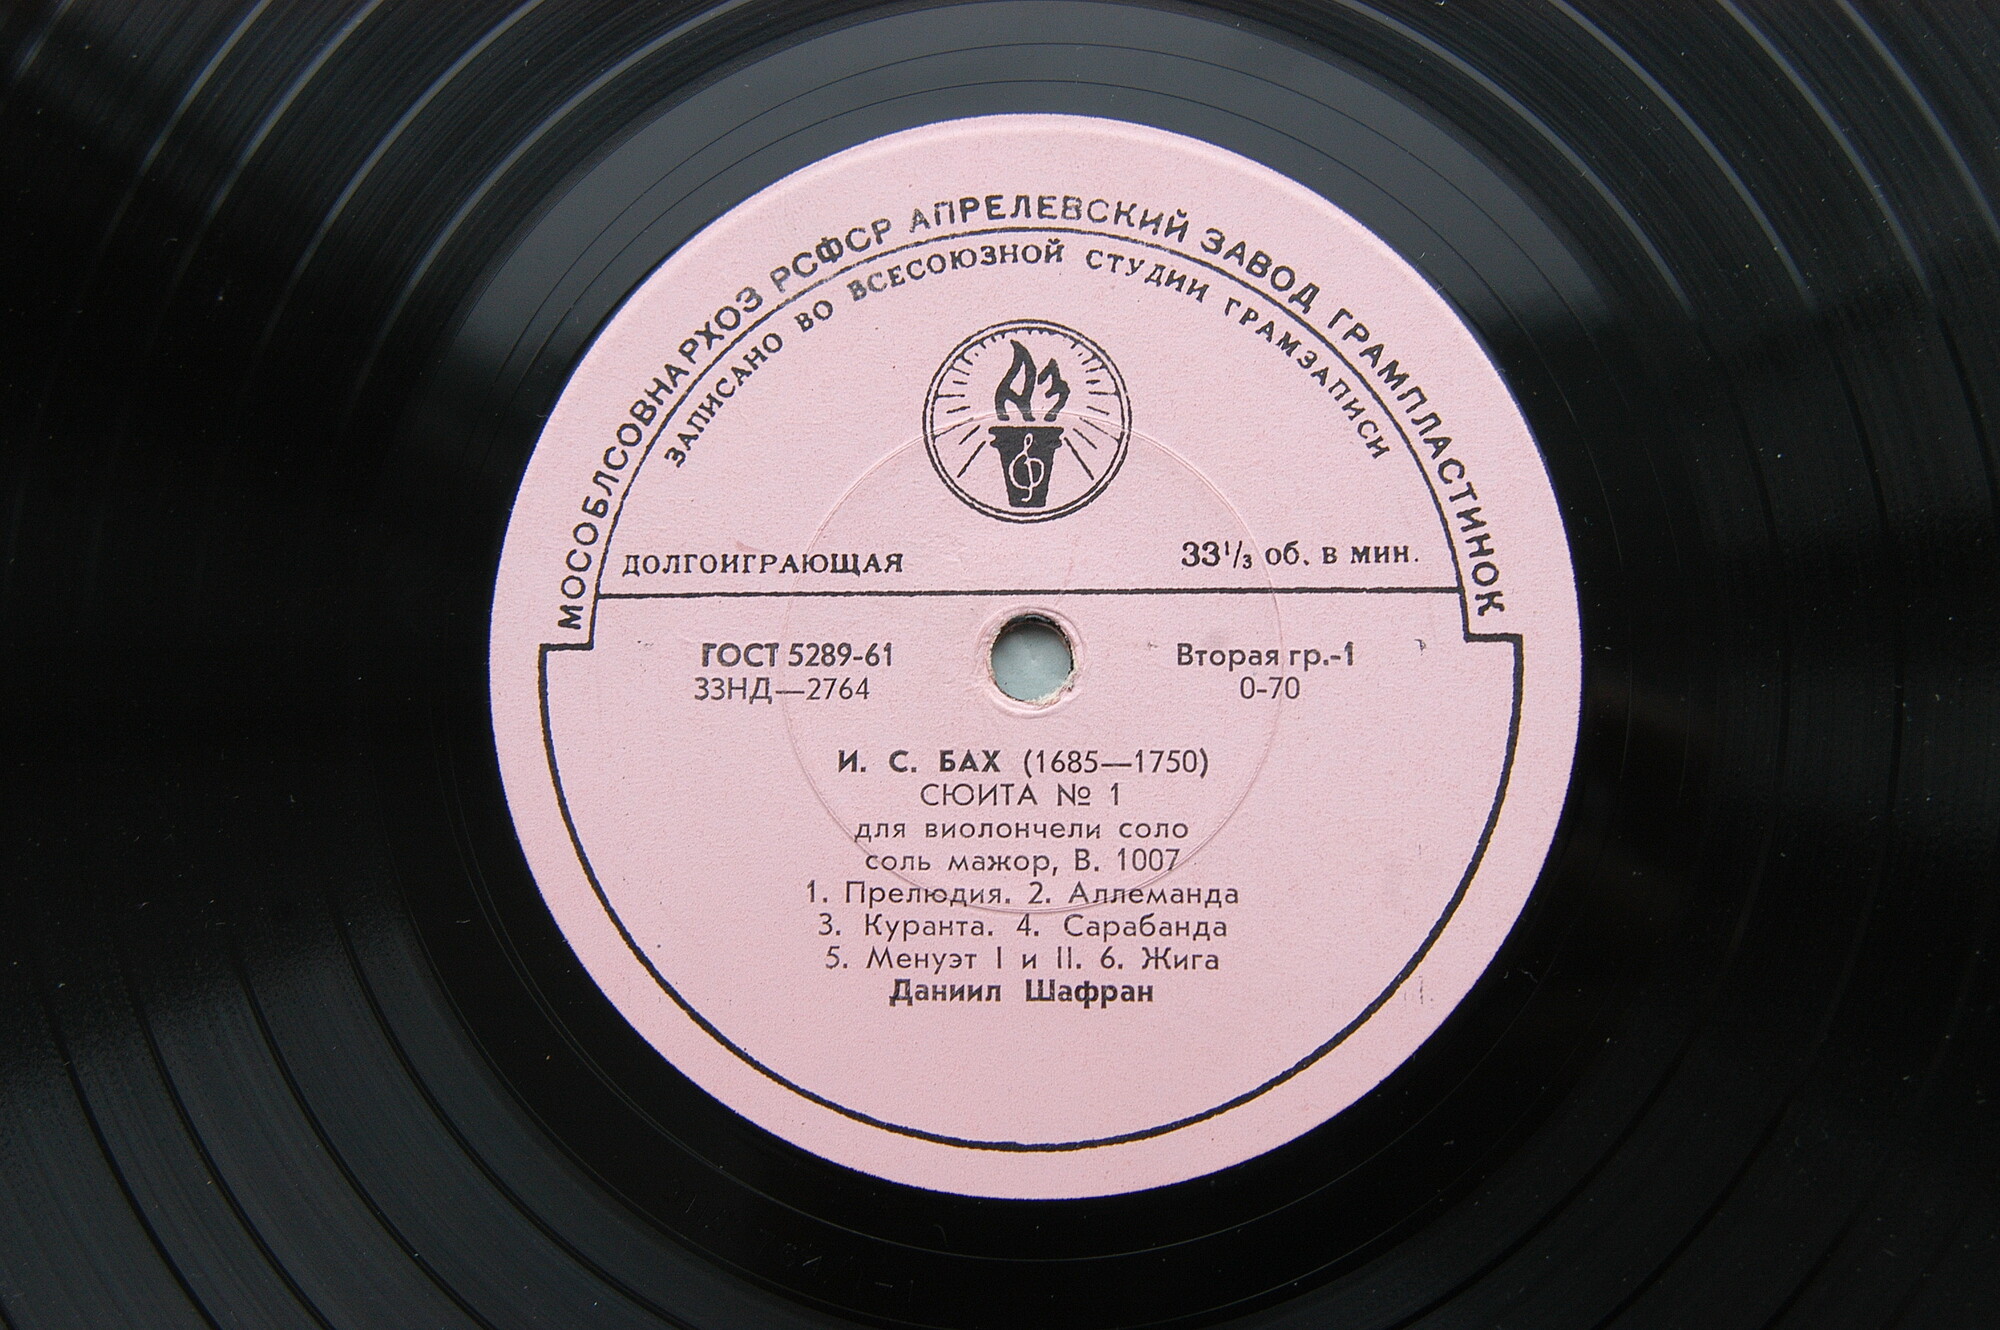 МОСОБЛСОВНАРХОЗ РСФСР АПРЕЛЕВСКИЙ ЗАВОД ГРАМПЛАСТИНОК
ЗАПИСАНО ВО ВСЕСОЮЗНОЙ СТУДИИ ГРАМЗАПИСИ
АЗ
ДОЛГОИГРАЮЩАЯ 33⅓ об. в мин.
ГОСТ 5289-61 Вторая гр.-1
33НД—2764 0-70
И. С. БАХ (1685—1750)
СЮИТА № 1
для виолончели соло
соль мажор, В. 1007
1. Прелюдия. 2. Аллеманда
3. Куранта. 4. Сарабанда
5. Менуэт I и II. 6. Жига
Даниил Шафран